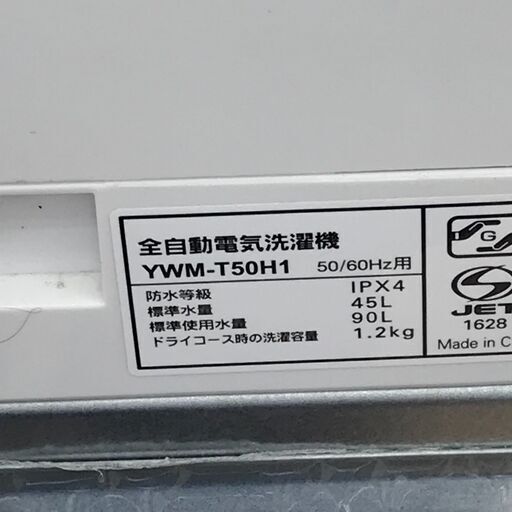 全自動電気洗濯機
YWM-T50H1 50/60Hz用
防水等級 IPX4
標準水量 45L
標準使用水量 90L
ドライコース時の洗濯容量 1.2kg
G
S
JET
1628
Made in C